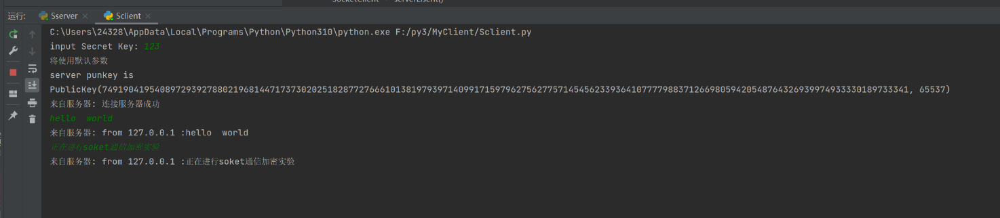 SocketClient serverLisent()
运行: Sserver × Sclient ×
C:\Users\24328\AppData\Local\Programs\Python\Python310\python.exe F:/py3/MyClient/Sclient.py
input Secret Key: 123
将使用默认参数
server punkey is
PublicKey(7491904195408972939278802196814471737302025182877276661013819793971409917159796275627757145456233936410777798837126698059420548764326939974933330189733341, 65537)
来自服务器: 连接服务器成功
hello  world
来自服务器: from 127.0.0.1 :hello  world
正在进行soket通信加密实验
来自服务器: from 127.0.0.1 :正在进行soket通信加密实验